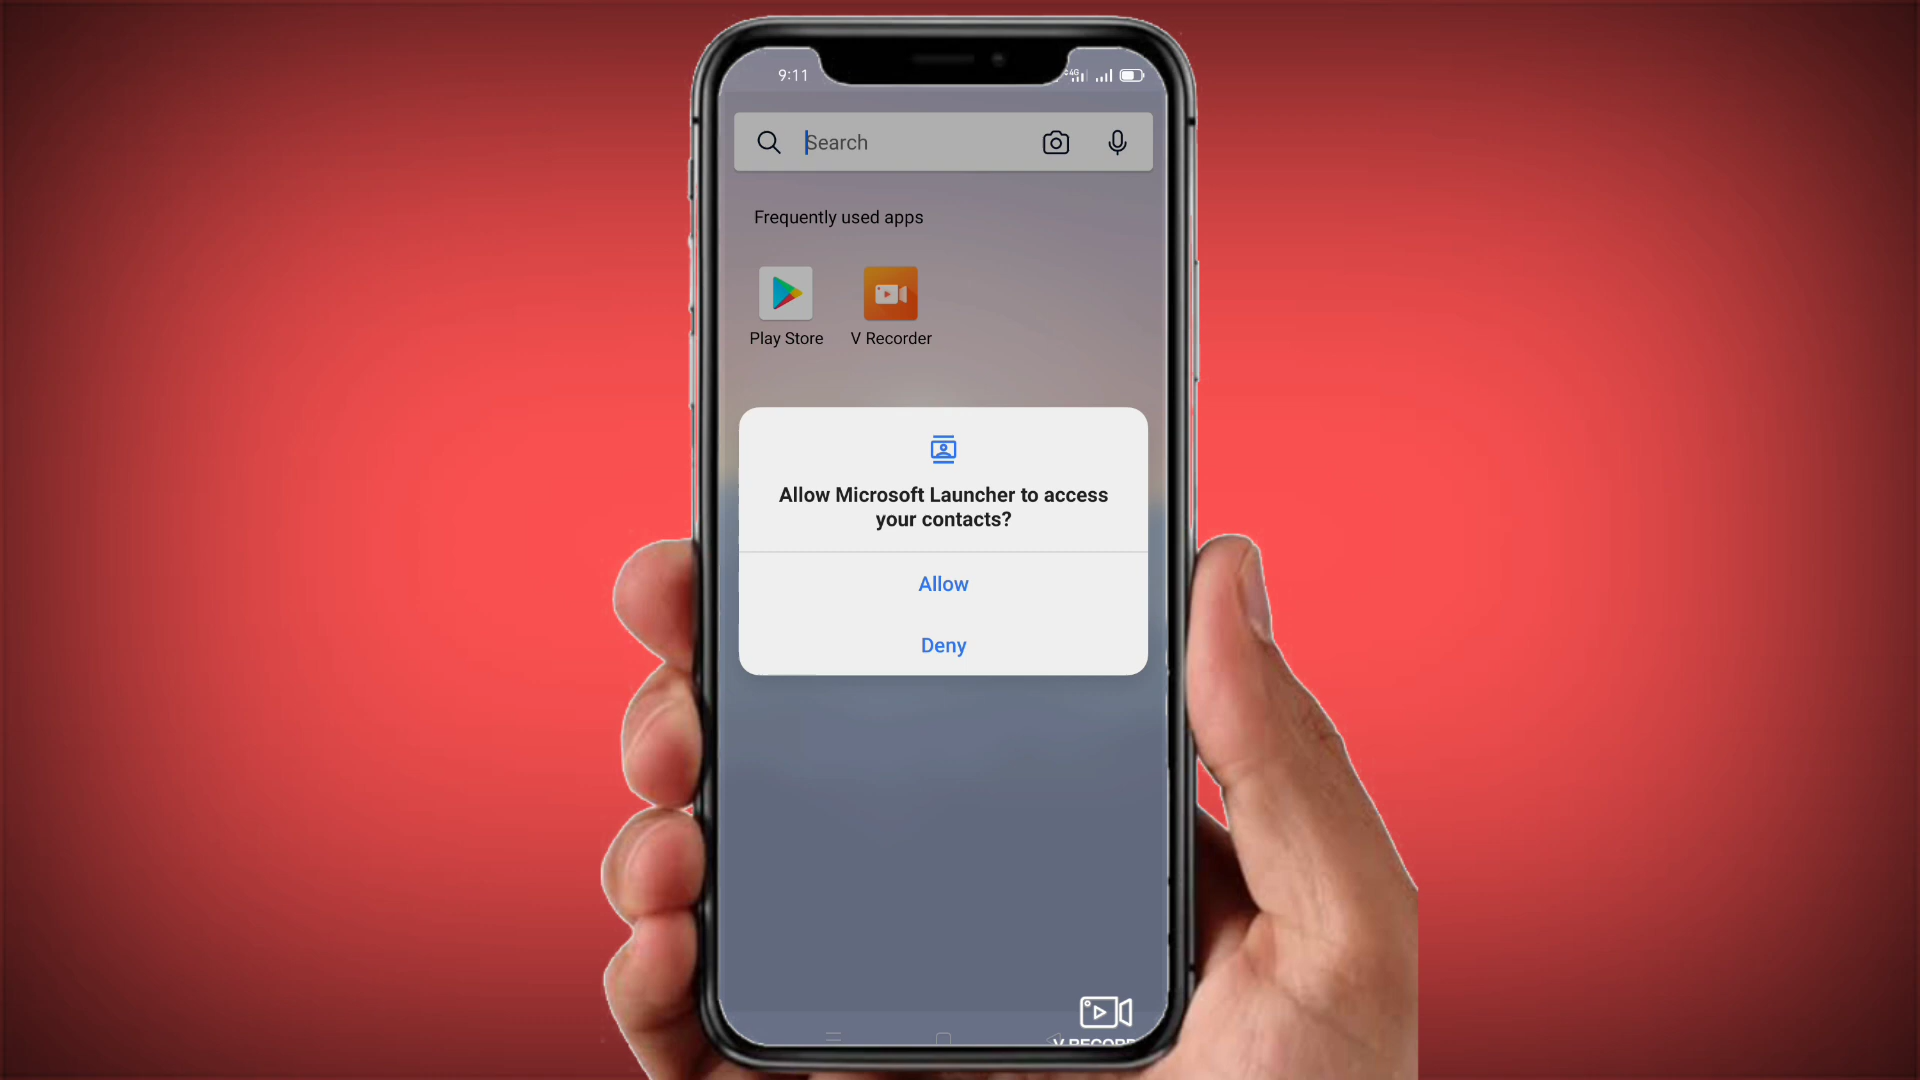 9:11
4G
Search
Frequently used apps
Play Store V Recorder
Allow Microsoft Launcher to access
your contacts?
Allow
Deny
V RECORD